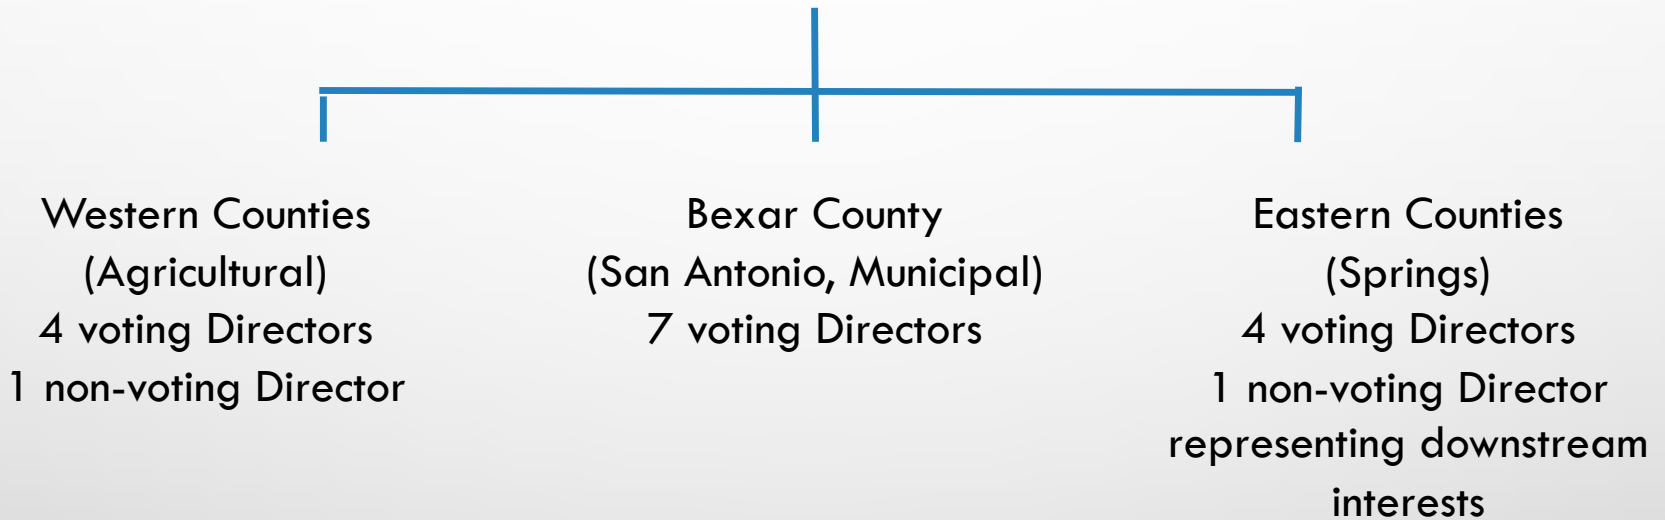 Western Counties
(Agricultural)
4 voting Directors
1 non-voting Director
Bexar County
(San Antonio, Municipal)
7 voting Directors
Eastern Counties
(Springs)
4 voting Directors
1 non-voting Director
representing downstream
interests